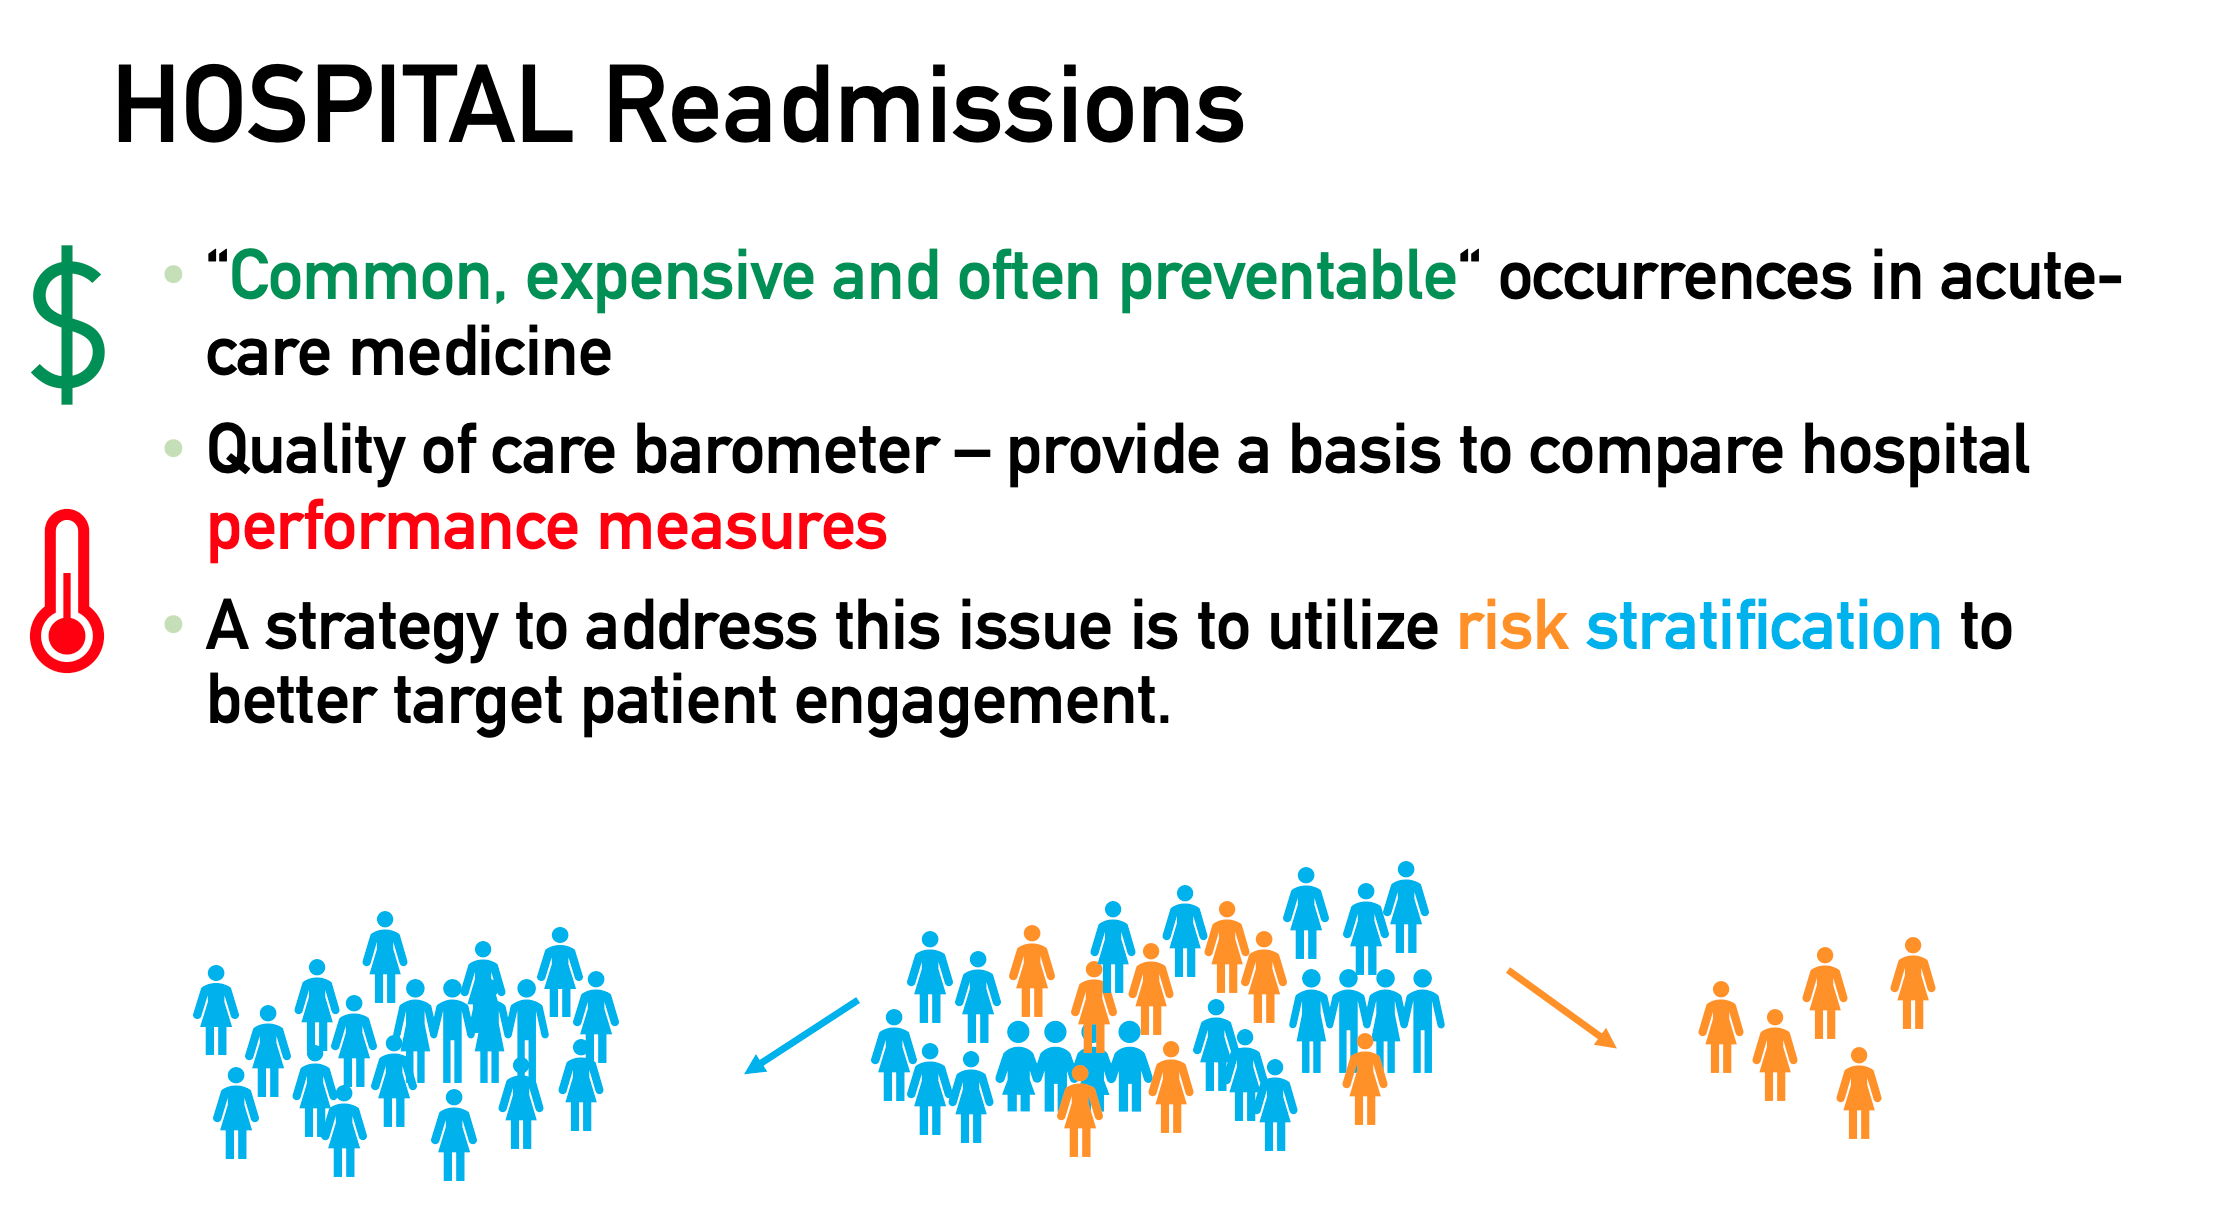 HOSPITAL Readmissions
• “Common, expensive and often preventable“ occurrences in acute-
care medicine
• Quality of care barometer – provide a basis to compare hospital
performance measures
• A strategy to address this issue is to utilize risk stratification to
better target patient engagement.